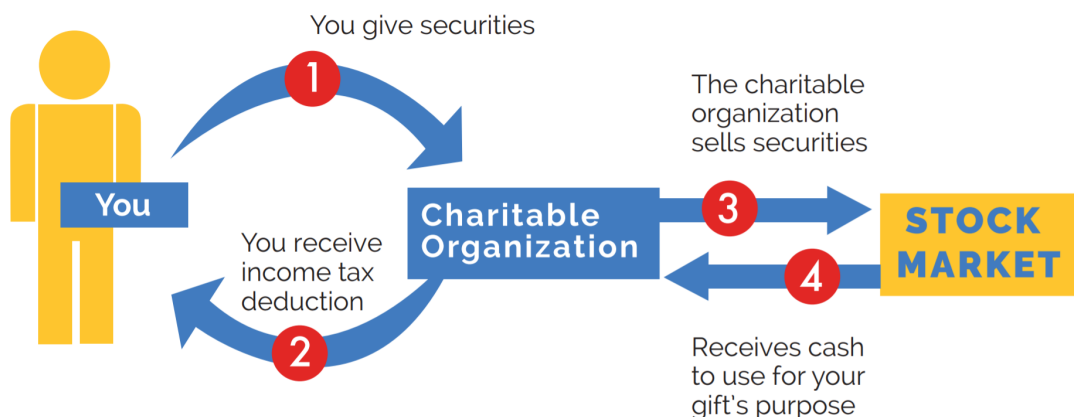 You give securities
1
You
Charitable
Organization
You receive
income tax
deduction
2
The charitable
organization
sells securities
3
STOCK
MARKET
4
Receives cash
to use for your
gift's purpose